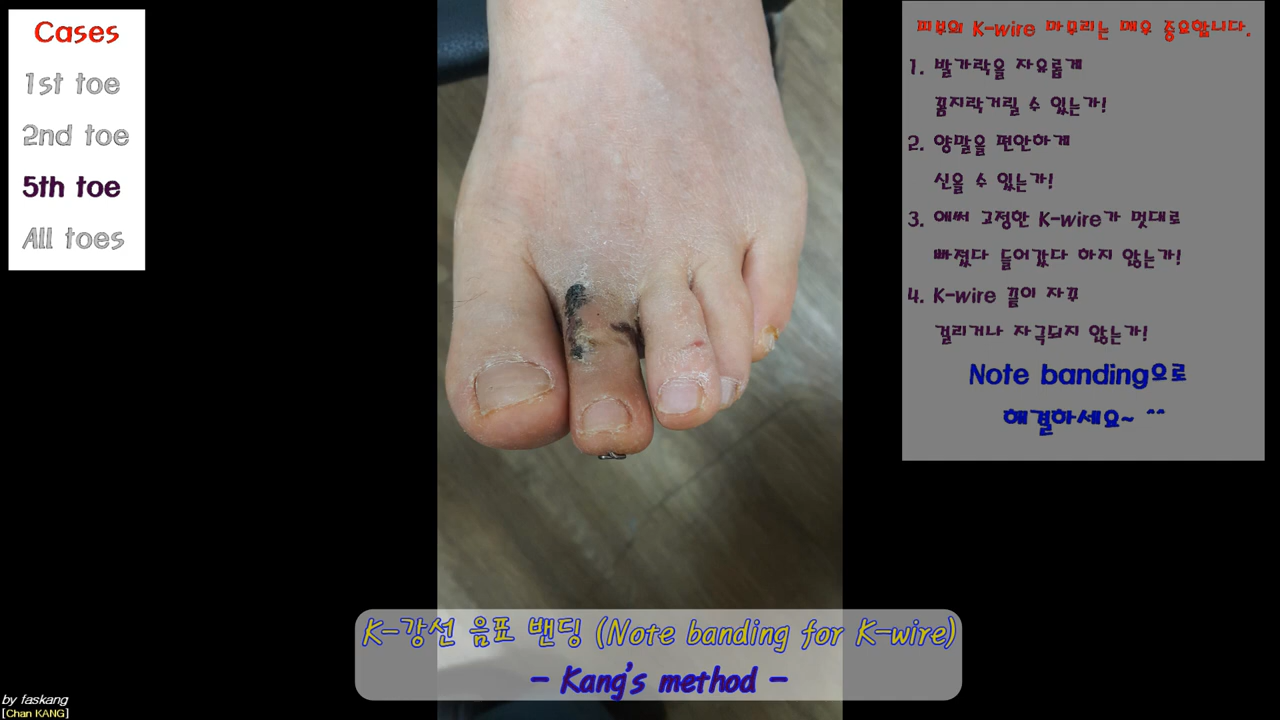 Cases
1st toe
2nd toe
5th toe
All toes
피부외 K-wire 마무리는 매우 중요합니다.
1. 발가락을 자유롭게
꼼지락거릴 수 있는가!
2. 양말을 편안하게
신을 수 있는가!
3. 애써 고정한 K-wire가 멋대로
빠졌다 들어갔다 하지 않는가!
4. K-wire 끝이 자꾸
걸리거나 자극되지 않는가!
Note banding으로
해결하세요~ ^^
K-강선 음표 밴딩 (Note banding for K-wire)
- Kang's method -
by faskang
[Chan KANG]